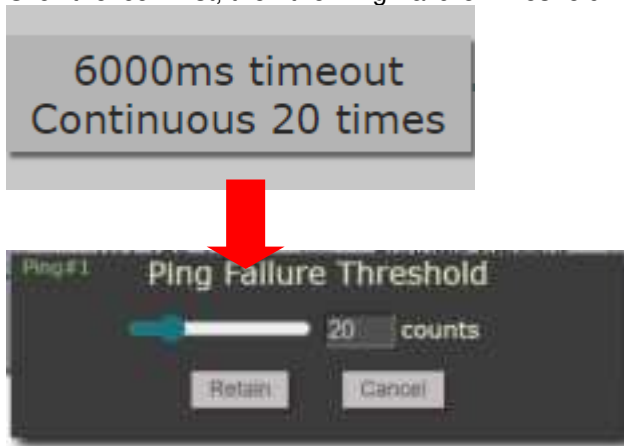 6000ms timeout
Continuous 20 times
Ping#1
Ping Failure Threshold
20 counts
Retain Cancel